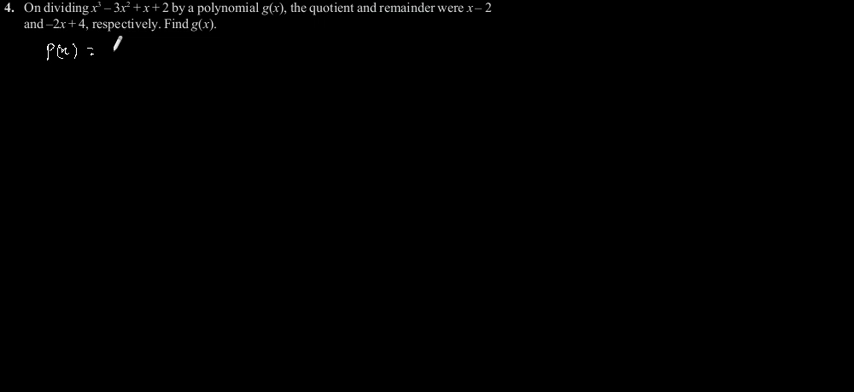 4. On dividing x³ – 3x² + x + 2 by a polynomial g(x), the quotient and remainder were x – 2
and –2x + 4, respectively. Find g(x).
P(x) =